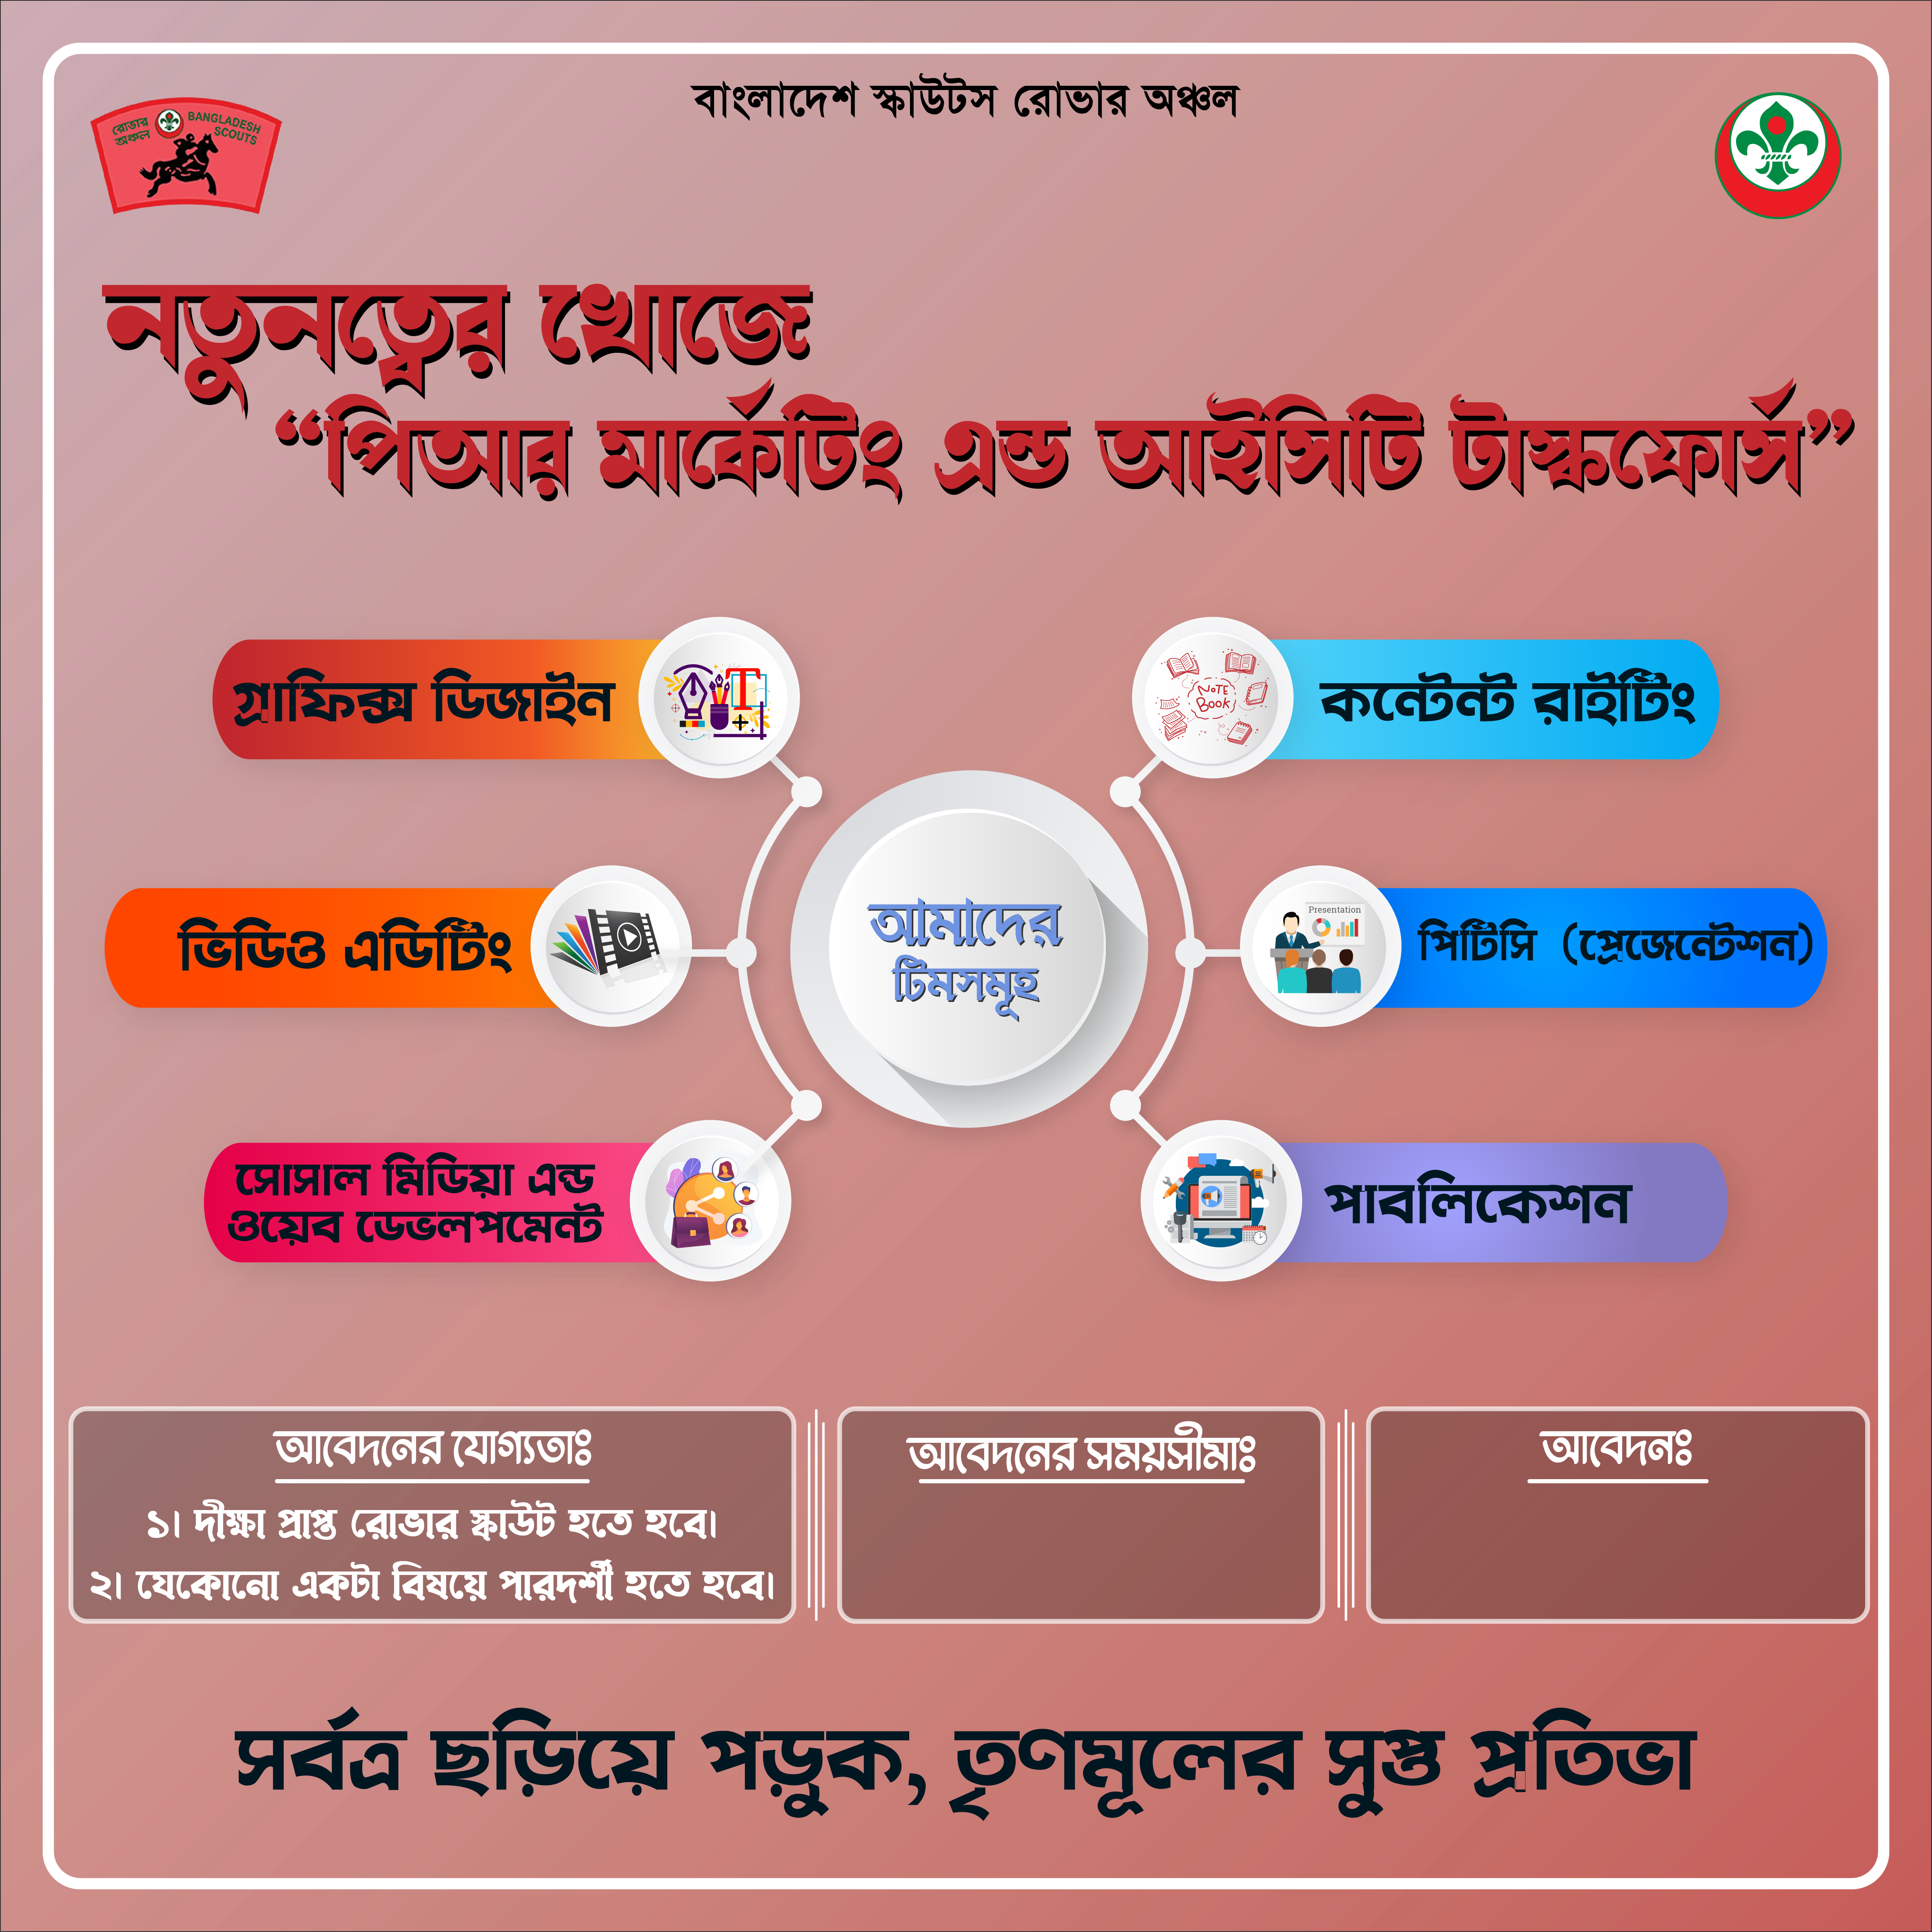 বাংলাদেশ স্কাউটস রোভার অঞ্চল
রোভার অঞ্চল
BANGLADESH SCOUTS
নতুনত্বের খোজে
“পিআর মার্কেটিং এন্ড আইসিটি টাস্কফোর্স”
গ্রাফিক্স ডিজাইন
কন্টেন্ট রাইটিং
NOTE
BOOK
আমাদের
টিমসমূহ
ভিডিও এডিটিং
Presentation
পিটিসি (প্রেজেন্টেশন)
সোসাল মিডিয়া এন্ড
ওয়েব ডেভলপমেন্ট
পাবলিকেশন
আবেদনের যোগ্যতাঃ
১। দীক্ষা প্রাপ্ত রোভার স্কাউট হতে হবে।
২। যেকোনো একটা বিষয়ে পারদর্শী হতে হবে।
আবেদনের সময়সীমাঃ
আবেদনঃ
সর্বত্র ছড়িয়ে পড়ুক, তৃণমূলের সুপ্ত প্রতিভা